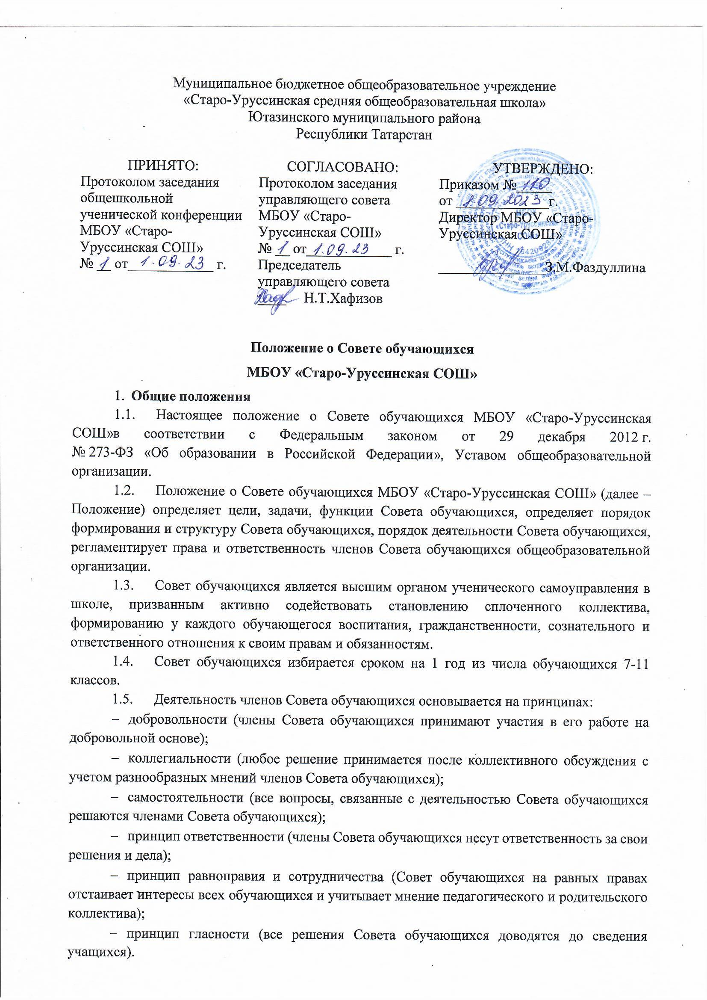 Муниципальное бюджетное общеобразовательное учреждение
«Старо-Уруссинская средняя общеобразовательная школа»
Ютазинского муниципального района
Республики Татарстан
ПРИНЯТО:
Протоколом заседания
общешкольной
ученической конференции
МБОУ «Старо-
Уруссинская СОШ»
№ 1 от 1.09.23 г.
СОГЛАСОВАНО:
Протоколом заседания
управляющего совета
МБОУ «Старо-
Уруссинская СОШ»
№ 1 от 1.09.23 г.
Председатель
управляющего совета
Н.Т.Хафизов
УТВЕРЖДЕНО:
Приказом № 110
от 1.09.2023 г.
Директор МБОУ «Старо-
Уруссинская СОШ»
З.М.Фаздуллина
Положение о Совете обучающихся
МБОУ «Старо-Уруссинская СОШ»
1. Общие положения
1.1. Настоящее положение о Совете обучающихся МБОУ «Старо-Уруссинская
СОШ»в соответствии с Федеральным законом от 29 декабря 2012 г.
№ 273-ФЗ «Об образовании в Российской Федерации», Уставом общеобразовательной
организации.
1.2. Положение о Совете обучающихся МБОУ «Старо-Уруссинская СОШ» (далее –
Положение) определяет цели, задачи, функции Совета обучающихся, определяет порядок
формирования и структуру Совета обучающихся, порядок деятельности Совета обучающихся,
регламентирует права и ответственность членов Совета обучающихся общеобразовательной
организации.
1.3. Совет обучающихся является высшим органом ученического самоуправления в
школе, призванным активно содействовать становлению сплоченного коллектива,
формированию у каждого обучающегося воспитания, гражданственности, сознательного и
ответственного отношения к своим правам и обязанностям.
1.4. Совет обучающихся избирается сроком на 1 год из числа обучающихся 7-11
классов.
1.5. Деятельность членов Совета обучающихся основывается на принципах:
– добровольности (члены Совета обучающихся принимают участия в его работе на
добровольной основе);
– коллегиальности (любое решение принимается после коллективного обсуждения с
учетом разнообразных мнений членов Совета обучающихся);
– самостоятельности (все вопросы, связанные с деятельностью Совета обучающихся
решаются членами Совета обучающихся);
– принцип ответственности (члены Совета обучающихся несут ответственность за свои
решения и дела);
– принцип равноправия и сотрудничества (Совет обучающихся на равных правах
отстаивает интересы всех обучающихся и учитывает мнение педагогического и родительского
коллектива);
– принцип гласности (все решения Совета обучающихся доводятся до сведения
учащихся).